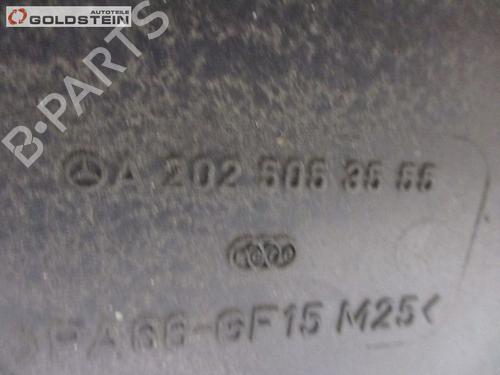 AUTOTEILE
GOLDSTEIN
B-PARTS
A 202 505 35 55
>PA66-GF15 M25<